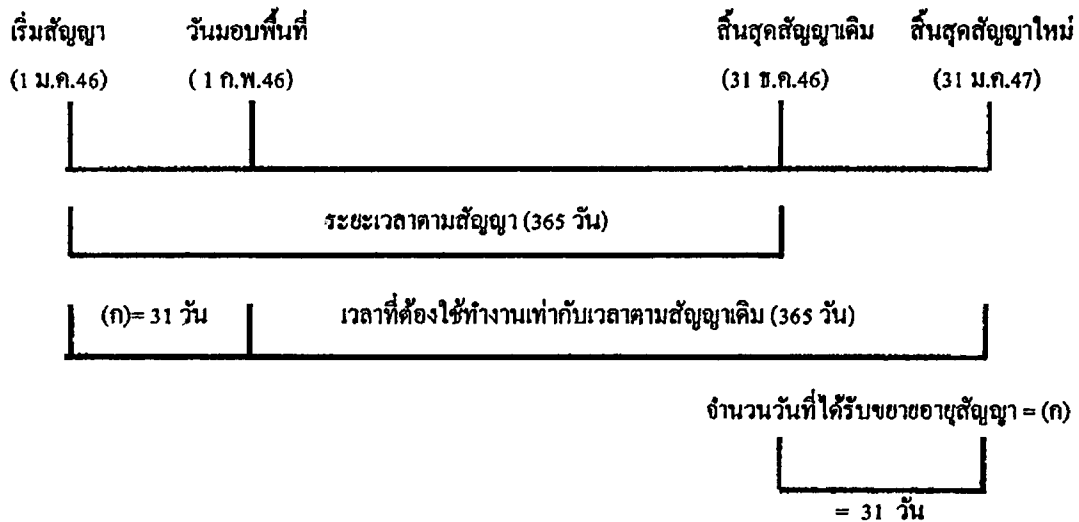 เริ่มสัญญา วันมอบพื้นที่ สิ้นสุดสัญญาเดิม สิ้นสุดสัญญาใหม่
(1 ม.ค.46) ( 1 ก.พ.46) (31 ธ.ค.46) (31 ม.ค.47)
ระยะเวลาตามสัญญา (365 วัน)
(ก)= 31 วัน เวลาที่ต้องใช้ทำงานเท่ากับเวลาตามสัญญาเดิม (365 วัน)
จำนวนวันที่ได้รับขยายอายุสัญญา = (ก)
= 31 วัน